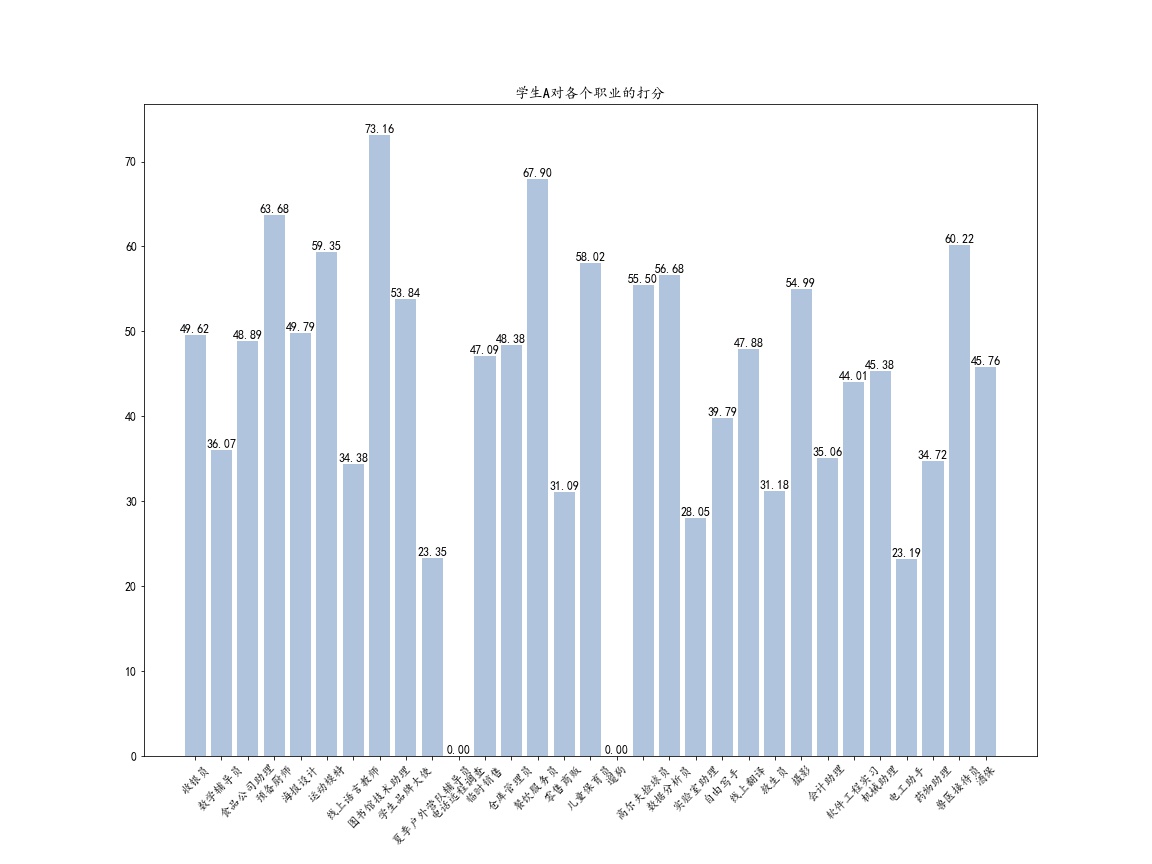 学生A对各个职业的打分
70
60
50
40
30
20
10
0
49.62
36.07
48.89
63.68
49.79
59.35
34.38
73.16
53.84
23.35
0.00
47.09
48.38
67.90
31.09
58.02
0.00
55.50
56.68
28.05
39.79
47.88
31.18
54.99
35.06
44.01
45.38
23.19
34.72
60.22
45.76
收银员
数学辅导员
食品公司助理
预备厨师
海报设计
运动模特
线上语言教师
图书馆技术助理
学生品牌大使
夏季户外营队辅导员
电话远程调查
临时销售
仓库管理员
餐饮服务员
零售商贩
儿童保育员
遛狗
高尔夫捡球员
数据分析员
实验室助理
自由写手
线上翻译
救生员
摄影
会计助理
软件工程实习
机械助理
电工助手
药物助理
兽医接待员
酒保